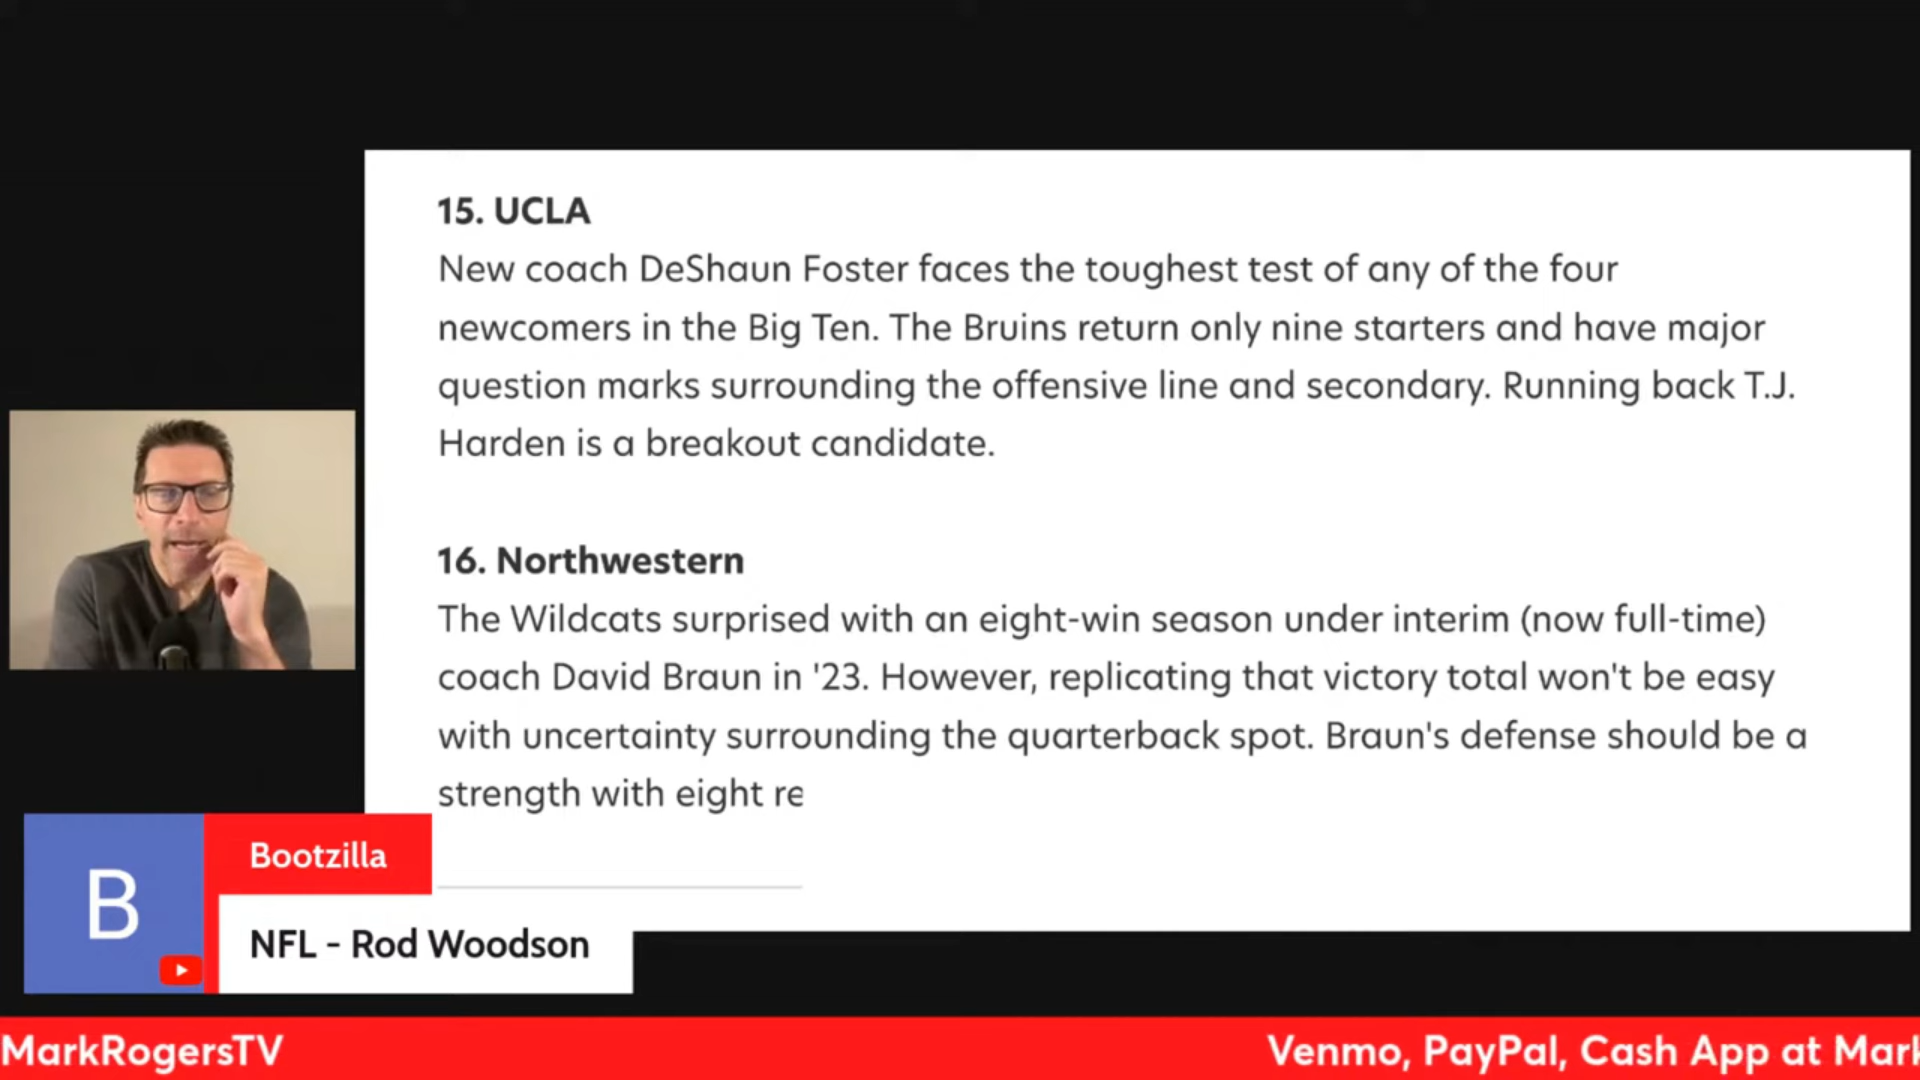 15. UCLA
New coach DeShaun Foster faces the toughest test of any of the four
newcomers in the Big Ten. The Bruins return only nine starters and have major
question marks surrounding the offensive line and secondary. Running back T.J.
Harden is a breakout candidate.
16. Northwestern
The Wildcats surprised with an eight-win season under interim (now full-time)
coach David Braun in '23. However, replicating that victory total won't be easy
with uncertainty surrounding the quarterback spot. Braun's defense should be a
strength with eight re
B
Bootzilla
NFL - Rod Woodson
MarkRogersTV
Venmo, PayPal, Cash App at Mark